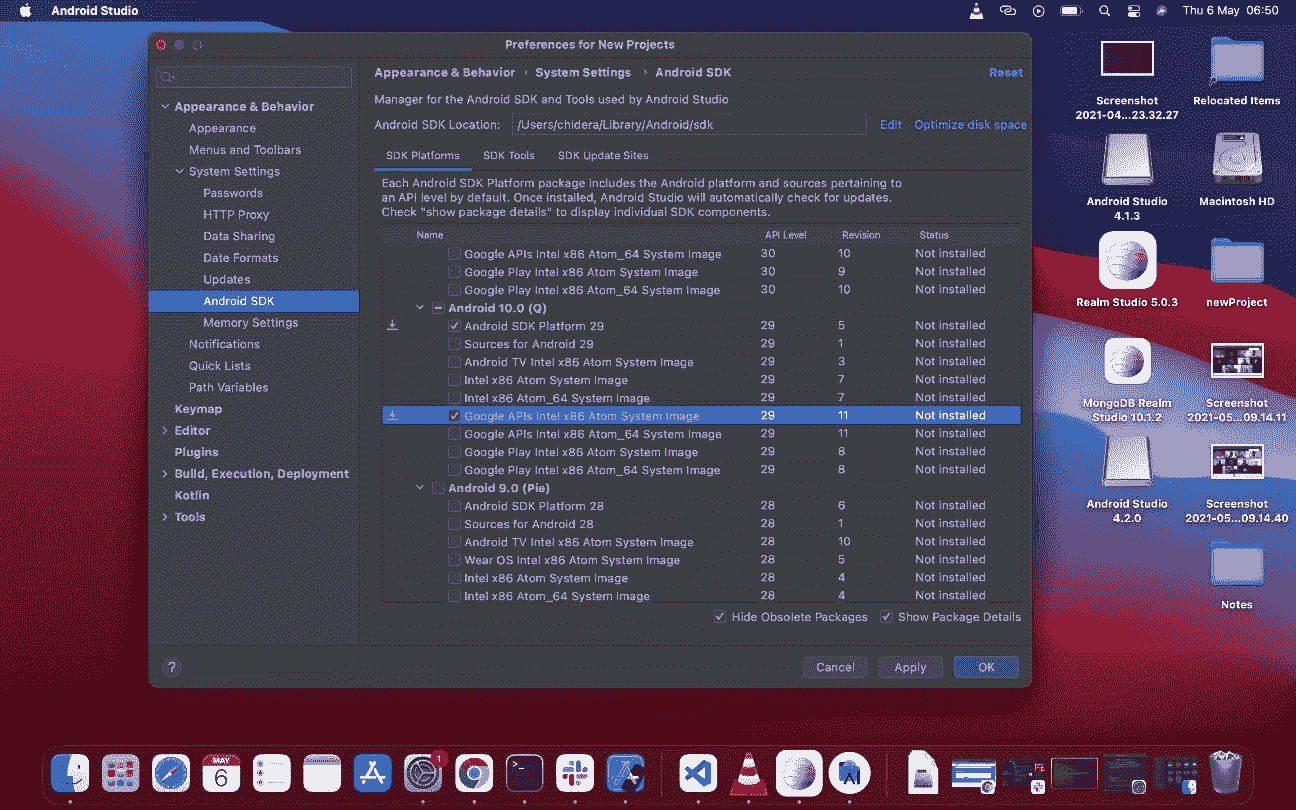 Android Studio
Thu 6 May 06:50
Preferences for New Projects
Appearance & Behavior › System Settings › Android SDK
Reset
Manager for the Android SDK and Tools used by Android Studio
Android SDK Location: /Users/chidera/Library/Android/sdk Edit Optimize disk space
Appearance & Behavior
Appearance
Menus and Toolbars
System Settings
Passwords
HTTP Proxy
Data Sharing
Date Formats
Updates
Android SDK
Memory Settings
Notifications
Quick Lists
Path Variables
Keymap
Editor
Plugins
Build, Execution, Deployment
Kotlin
Tools
SDK Platforms SDK Tools SDK Update Sites
Each Android SDK Platform package includes the Android platform and sources pertaining to
an API level by default. Once installed, Android Studio will automatically check for updates.
Check "show package details" to display individual SDK components.
Name API Level Revision Status
Google APIs Intel x86 Atom_64 System Image 30 10 Not installed
Google Play Intel x86 Atom System Image 30 9 Not installed
Google Play Intel x86 Atom_64 System Image 30 10 Not installed
Android 10.0 (Q)
Android SDK Platform 29 29 5 Not installed
Sources for Android 29 29 1 Not installed
Android TV Intel x86 Atom System Image 29 3 Not installed
Intel x86 Atom System Image 29 7 Not installed
Intel x86 Atom_64 System Image 29 7 Not installed
Google APIs Intel x86 Atom System Image 29 11 Not installed
Google APIs Intel x86 Atom_64 System Image 29 11 Not installed
Google Play Intel x86 Atom System Image 29 8 Not installed
Google Play Intel x86 Atom_64 System Image 29 8 Not installed
Android 9.0 (Pie)
Android SDK Platform 28 28 6 Not installed
Sources for Android 28 28 1 Not installed
Android TV Intel x86 Atom System Image 28 10 Not installed
Wear OS Intel x86 Atom System Image 28 5 Not installed
Intel x86 Atom System Image 28 4 Not installed
Intel x86 Atom_64 System Image 28 4 Not installed
Hide Obsolete Packages Show Package Details
?
Cancel Apply OK
Screenshot
2021-04...23.32.27
Relocated Items
Android Studio
4.1.3
Macintosh HD
Realm Studio 5.0.3
newProject
MongoDB Realm
Studio 10.1.2
Screenshot
2021-05...09.14.11
Android Studio
4.2.0
Screenshot
2021-05...09.14.40
Notes
MAY
6
1